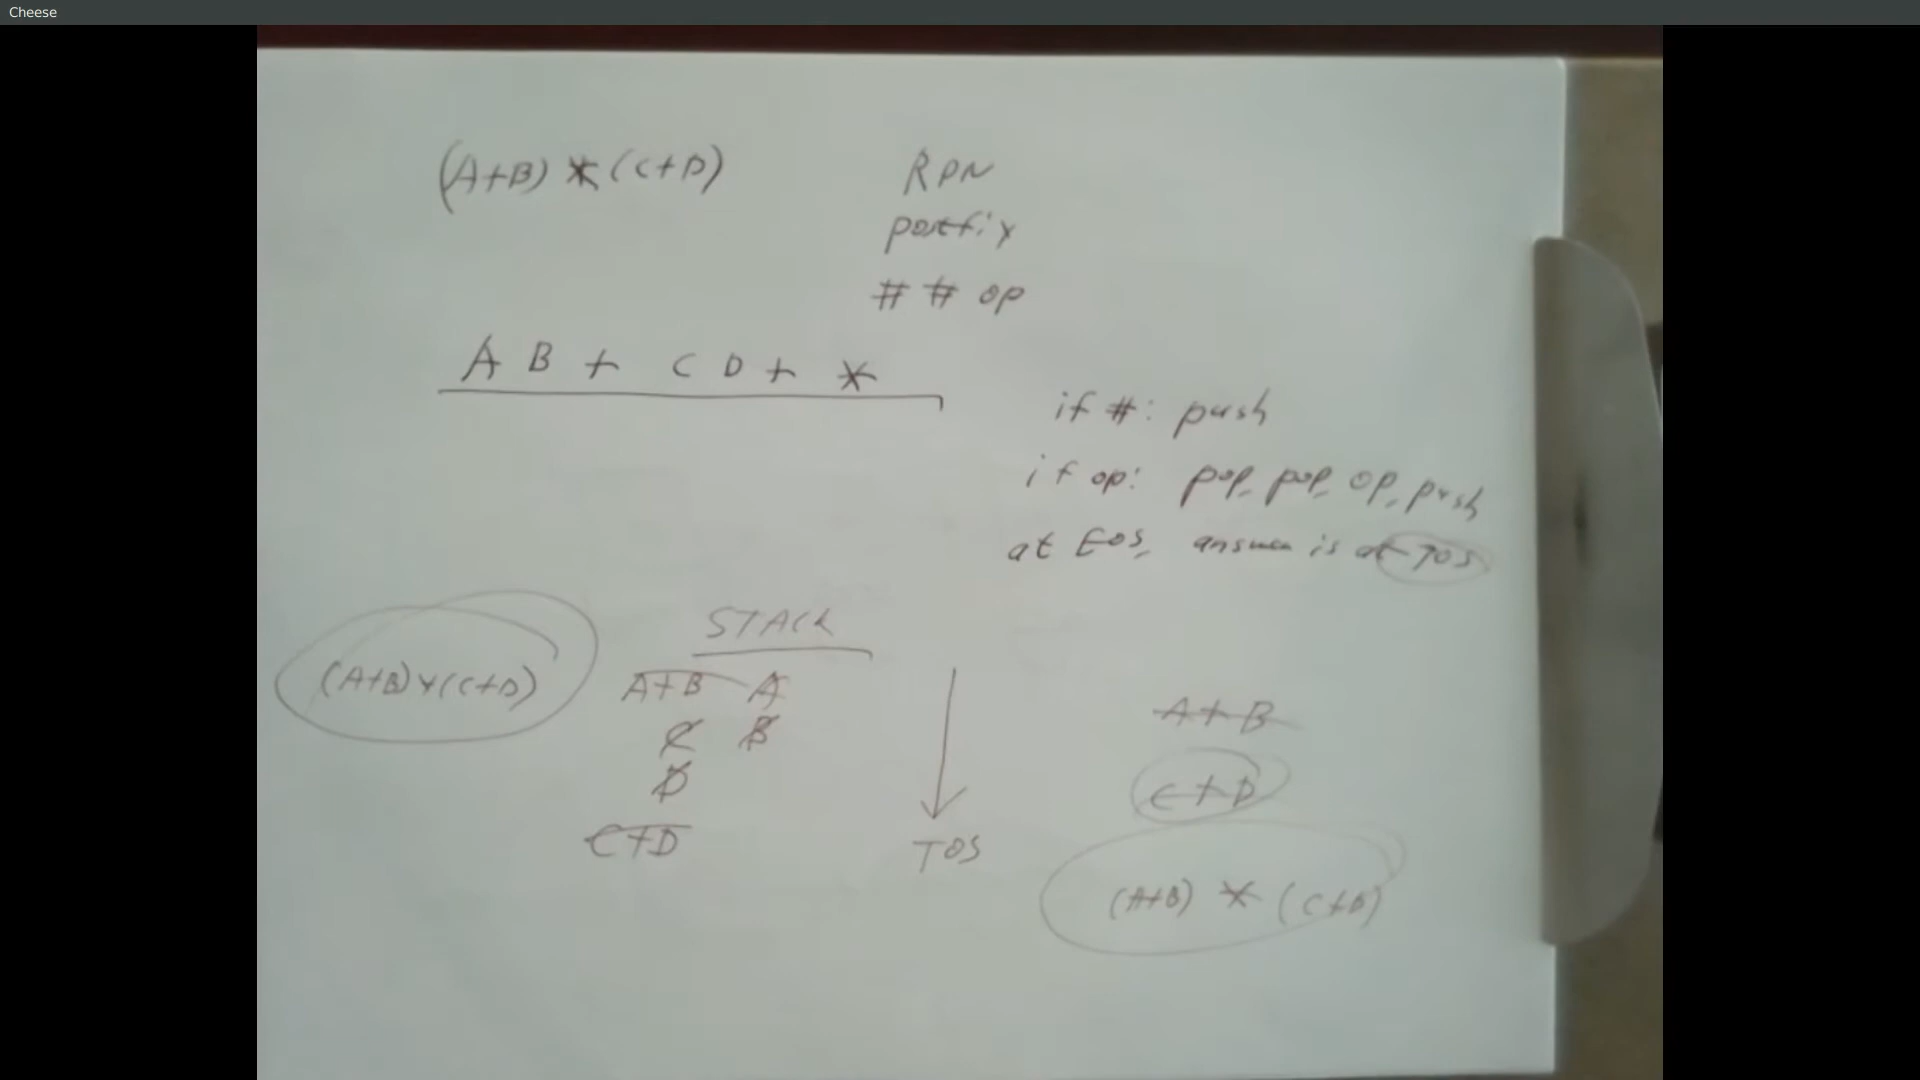 Cheese
(A+B) * (C+D)
RPN
postfix
# # op
A B + C D + *
if #: push
if op: pop, pop, op, push
at EOS, answer is at TOS
STACK
(A+B)*(C+D)
A+B A
C B
D
C+D
TOS
A+B
C+D
(A+B) * (C+D)